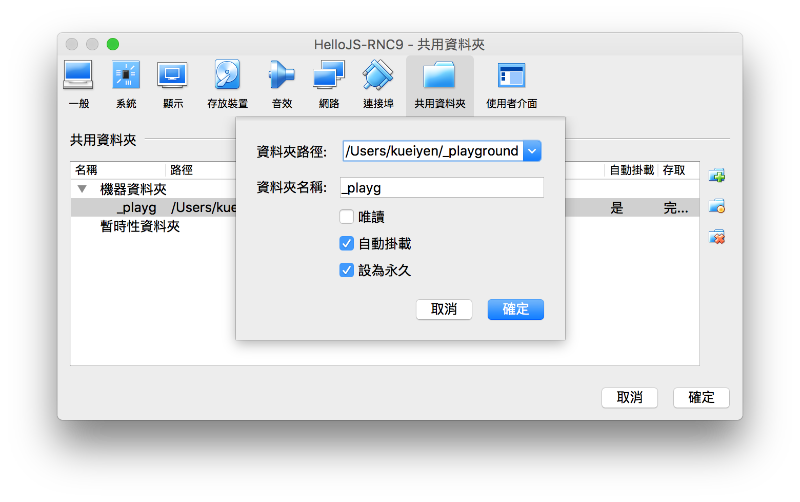 HelloJS-RNC9 - 共用資料夾
一般 系統 顯示 存放裝置 音效 網路 連接埠 共用資料夾 使用者介面
共用資料夾
名稱 路徑 自動掛載 存取
機器資料夾
_playg /Users/kue 是 完...
暫時性資料夾
資料夾路徑: /Users/kueiyen/_playground
資料夾名稱: _playg
唯讀
自動掛載
設為永久
取消 確定
取消 確定